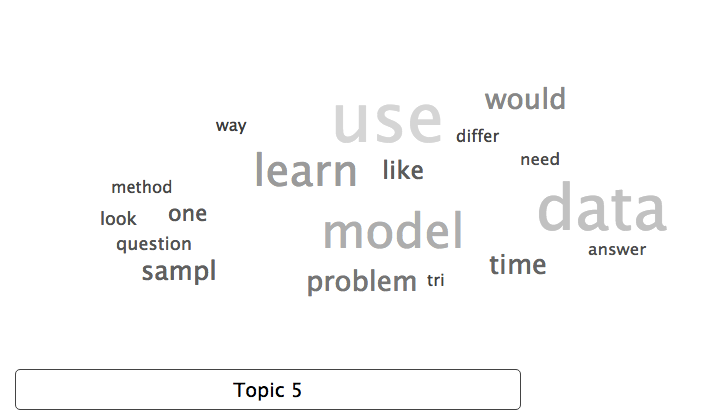 would
use
way
differ
need
learn
like
method
data
look
one
model
question
answer
sampl
time
problem
tri
Topic 5